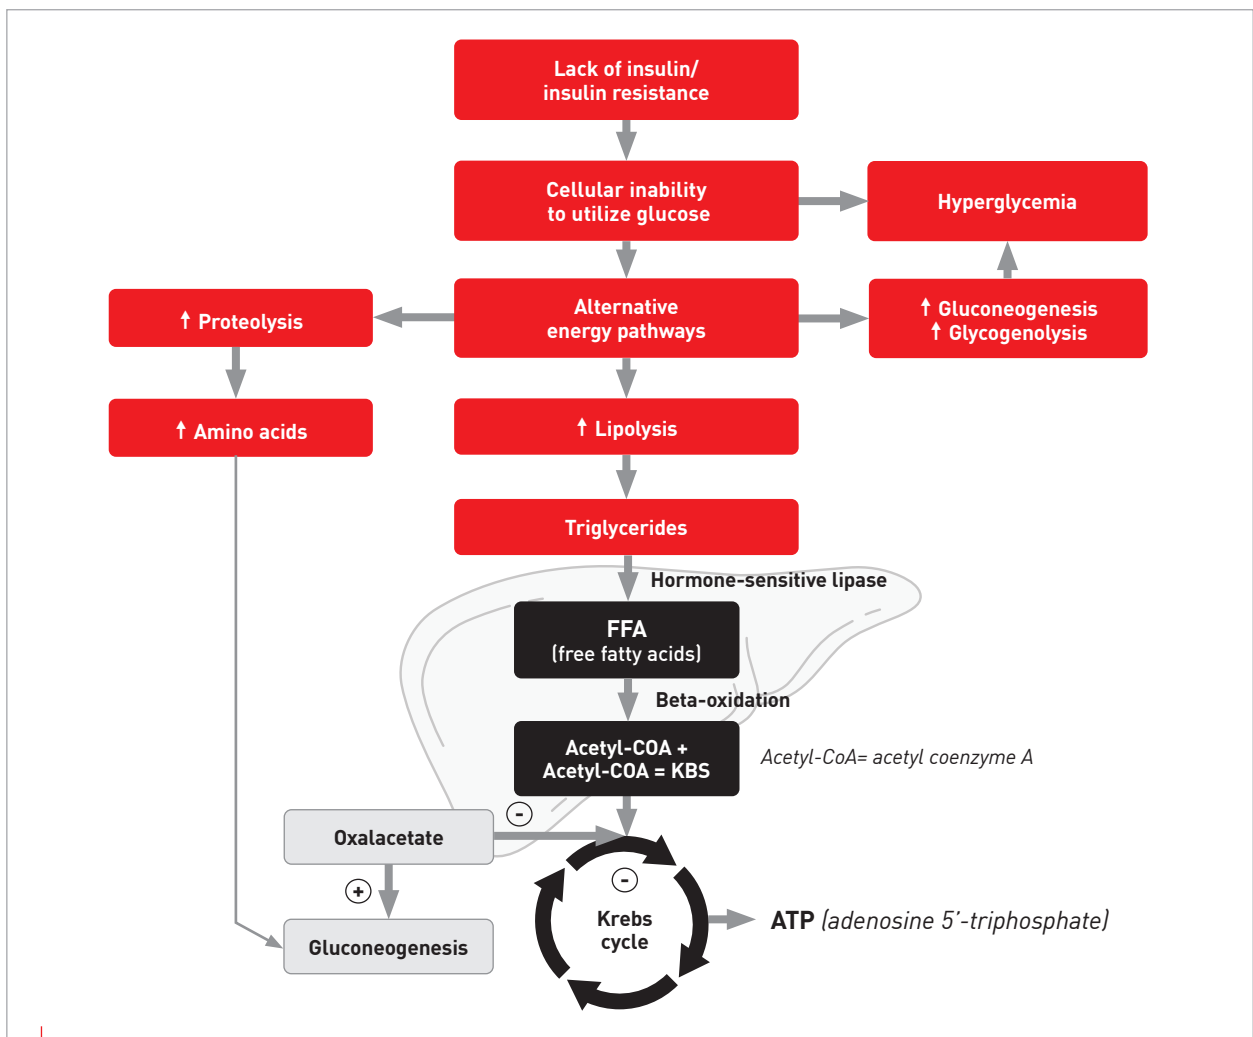 Lack of insulin/
insulin resistance
Cellular inability
to utilize glucose
Hyperglycemia
Alternative
energy pathways
↑ Gluconeogenesis
↑ Glycogenolysis
↑ Proteolysis
↑ Amino acids
↑ Lipolysis
Triglycerides
Hormone-sensitive lipase
FFA
(free fatty acids)
Beta-oxidation
Acetyl-COA +
Acetyl-COA = KBS
Acetyl-CoA= acetyl coenzyme A
-
Oxalacetate
+
Gluconeogenesis
-
Krebs
cycle
ATP (adenosine 5’-triphosphate)